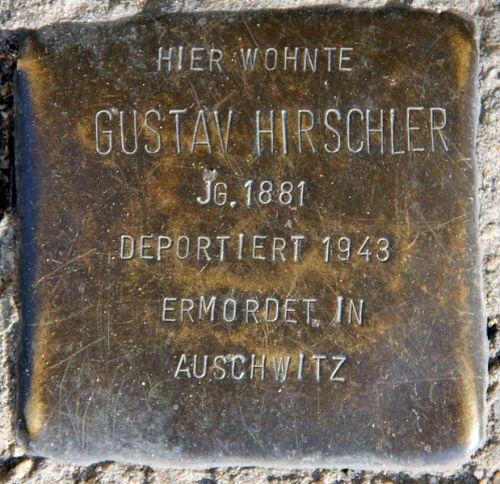 HIER WOHNTE
GUSTAV HIRSCHLER
JG. 1881
DEPORTIERT 1943
ERMORDET IN
AUSCHWITZ